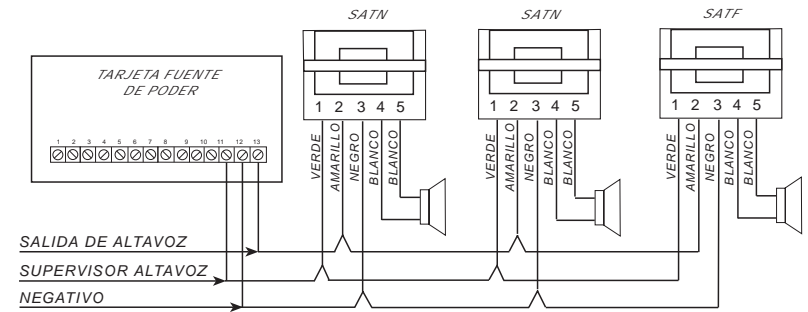 SATN SATN SATF
TARJETA FUENTE
DE PODER
1 2 3 4 5 6 7 8 9 10 11 12 13
1 2 3 4 5
VERDE
AMARILLO
NEGRO
BLANCO
BLANCO
1 2 3 4 5
VERDE
AMARILLO
NEGRO
BLANCO
BLANCO
1 2 3 4 5
VERDE
AMARILLO
NEGRO
BLANCO
BLANCO
SALIDA DE ALTAVOZ
SUPERVISOR ALTAVOZ
NEGATIVO